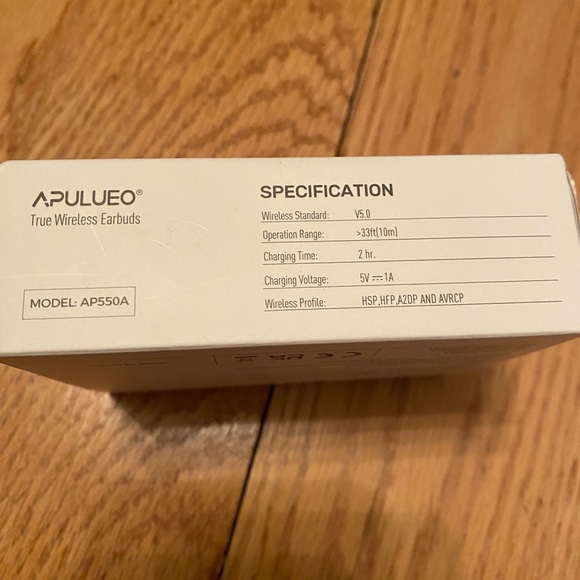 APULUEO®
True Wireless Earbuds
MODEL: AP550A
SPECIFICATION
Wireless Standard: V5.0
Operation Range: >33ft(10m)
Charging Time: 2 hr.
Charging Voltage: 5V⎓1A
Wireless Profile: HSP,HFP,A2DP AND AVRCP